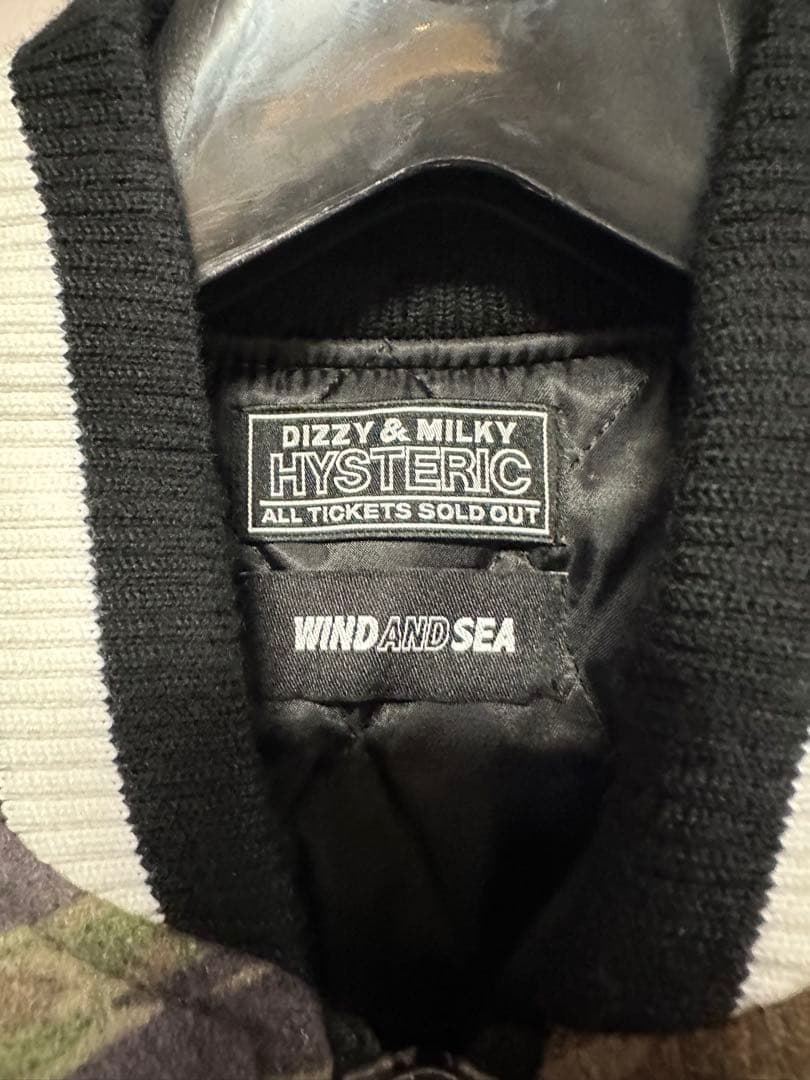 DIZZY & MILKY
HYSTERIC
ALL TICKETS SOLD OUT
WINDANDSEA